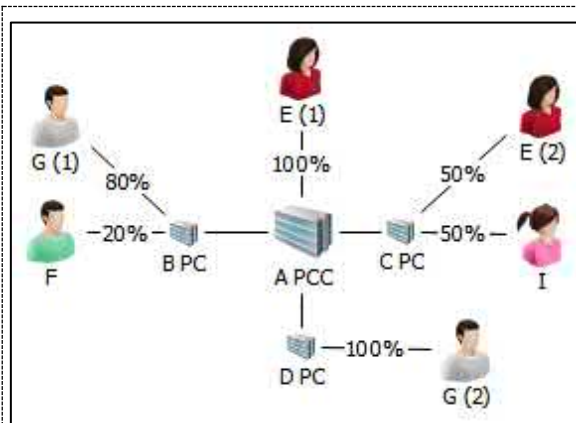 E (1)
G (1)
E (2)
100%
80%
50%
20%
50%
F
B PC
A PCC
C PC
I
100%
D PC
G (2)